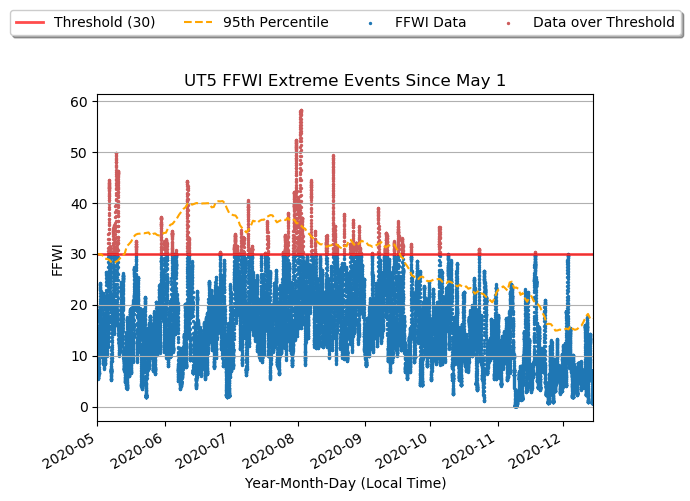 Threshold (30) 95th Percentile FFWI Data Data over Threshold
UT5 FFWI Extreme Events Since May 1
60
50
40
30
20
10
0
FFWI
2020-05 2020-06 2020-07 2020-08 2020-09 2020-10 2020-11 2020-12
Year-Month-Day (Local Time)